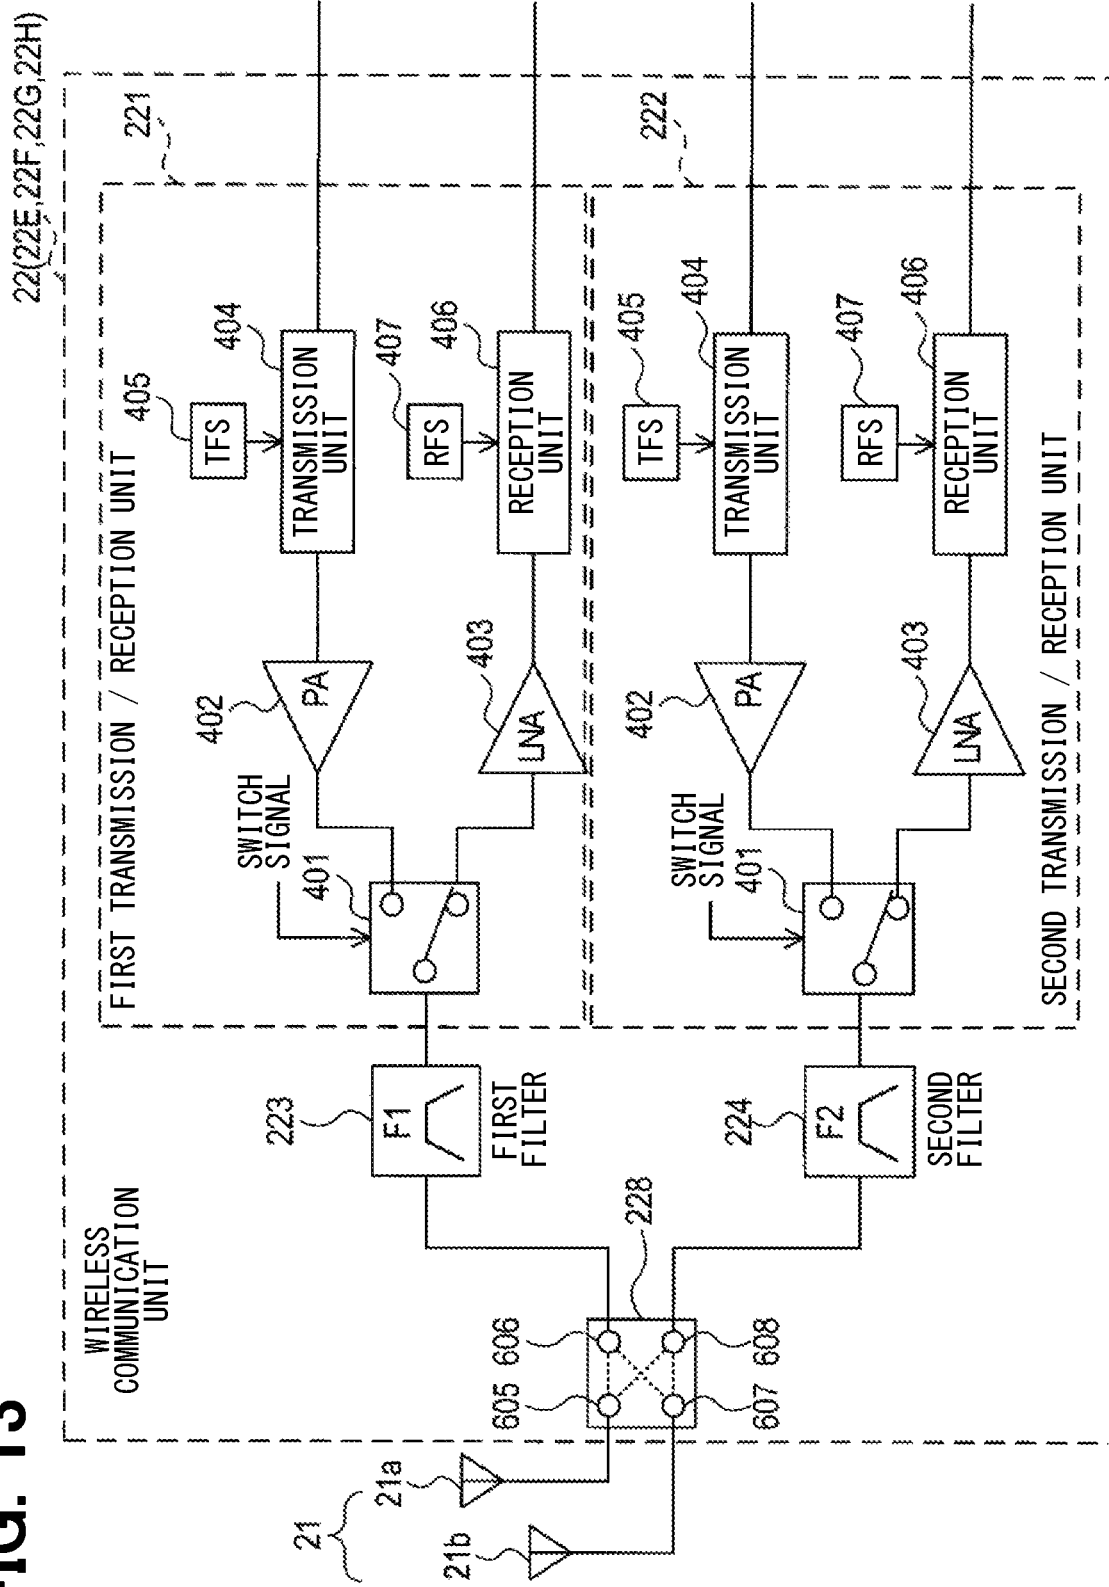 FIG. 13
22(22E,22F,22G,22H)
WIRELESS
COMMUNICATION
UNIT
221
FIRST TRANSMISSION / RECEPTION UNIT
405
TFS
404
TRANSMISSION
UNIT
402
PA
SWITCH
SIGNAL
401
407
RFS
406
RECEPTION
UNIT
403
LNA
223
F1
FIRST
FILTER
21
21a
21b
605
606
607
608
228
222
405
TFS
404
TRANSMISSION
UNIT
402
PA
SWITCH
SIGNAL
401
407
RFS
406
RECEPTION
UNIT
403
LNA
224
F2
SECOND
FILTER
SECOND TRANSMISSION / RECEPTION UNIT